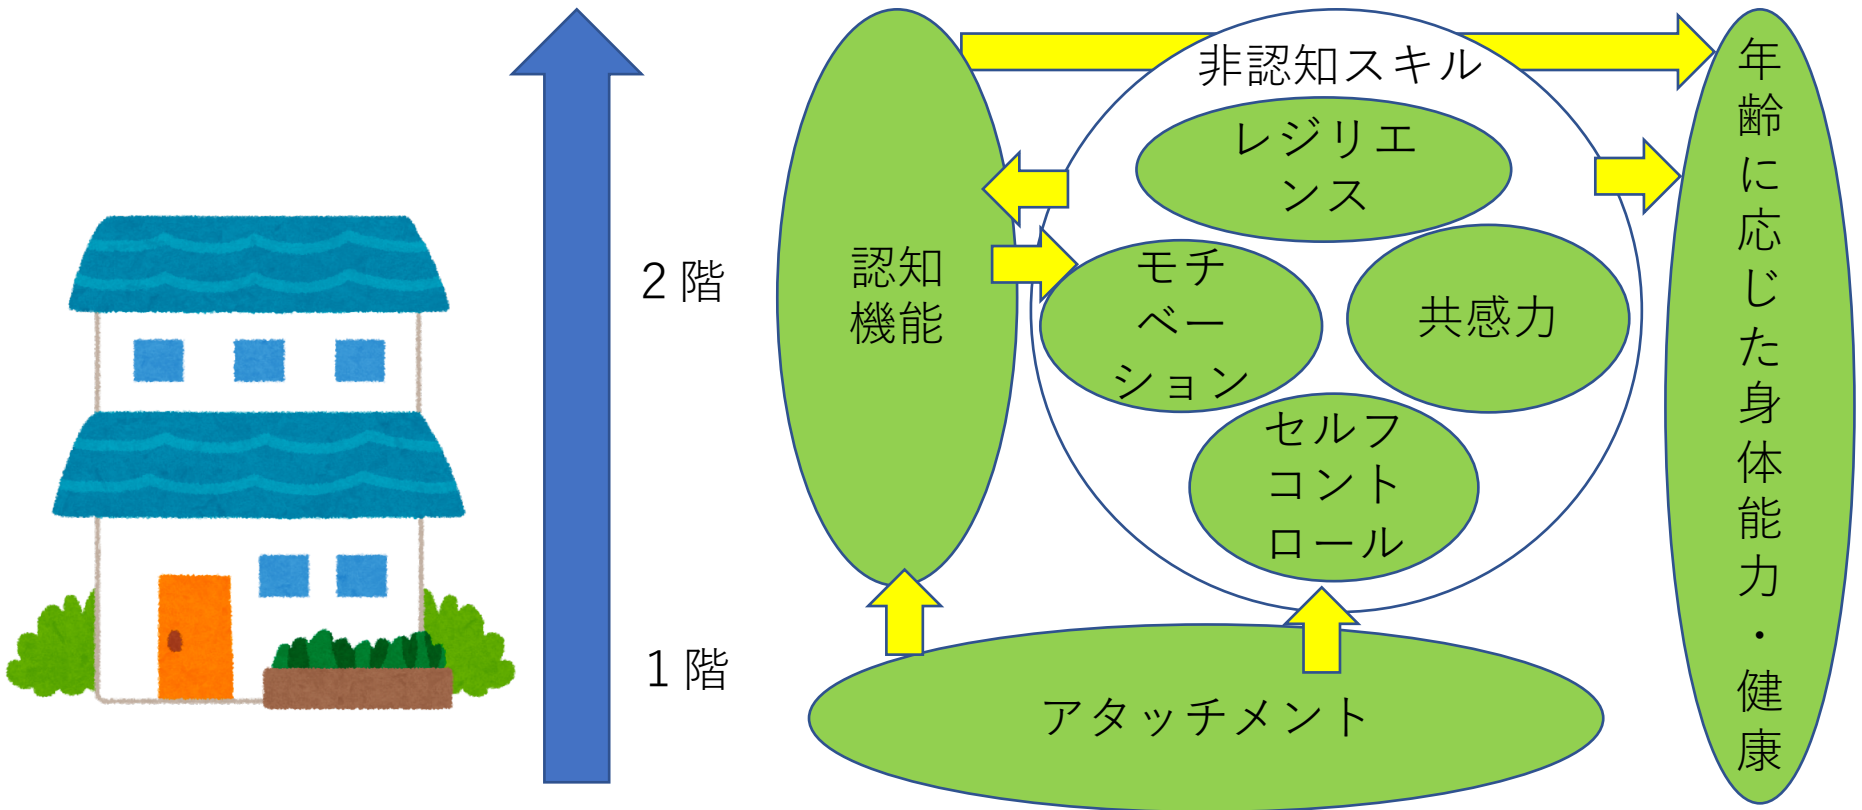 2階
1階
非認知スキル
レジリエ
ンス
認知
機能
モチ
ベー
ション
共感力
セルフ
コント
ロール
アタッチメント
年齢に応じた身体能力・健康